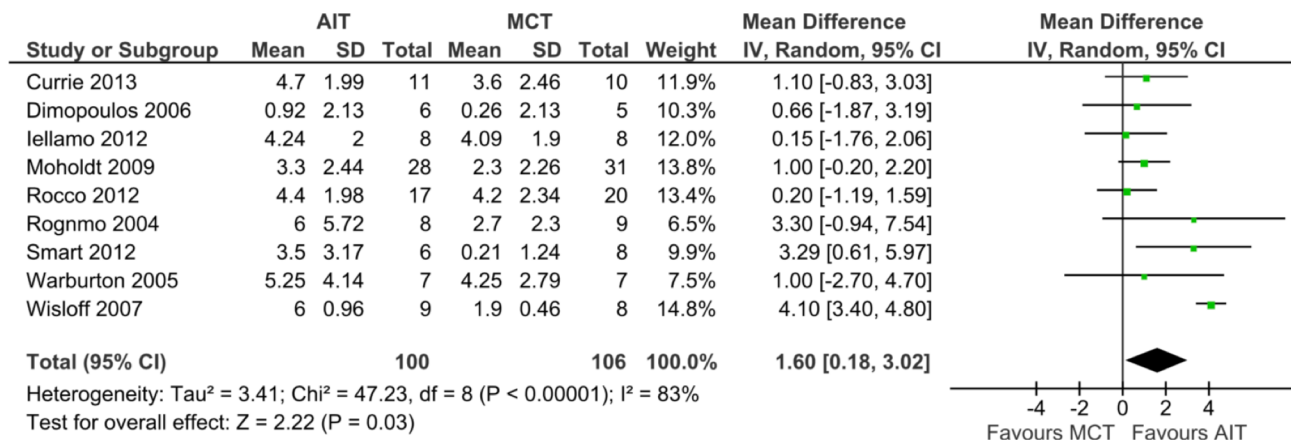 AIT MCT Mean Difference Mean Difference
Study or Subgroup Mean SD Total Mean SD Total Weight IV, Random, 95% CI IV, Random, 95% CI
Currie 2013 4.7 1.99 11 3.6 2.46 10 11.9% 1.10 [-0.83, 3.03]
Dimopoulos 2006 0.92 2.13 6 0.26 2.13 5 10.3% 0.66 [-1.87, 3.19]
Iellamo 2012 4.24 2 8 4.09 1.9 8 12.0% 0.15 [-1.76, 2.06]
Moholdt 2009 3.3 2.44 28 2.3 2.26 31 13.8% 1.00 [-0.20, 2.20]
Rocco 2012 4.4 1.98 17 4.2 2.34 20 13.4% 0.20 [-1.19, 1.59]
Rognmo 2004 6 5.72 8 2.7 2.3 9 6.5% 3.30 [-0.94, 7.54]
Smart 2012 3.5 3.17 6 0.21 1.24 8 9.9% 3.29 [0.61, 5.97]
Warburton 2005 5.25 4.14 7 4.25 2.79 7 7.5% 1.00 [-2.70, 4.70]
Wisloff 2007 6 0.96 9 1.9 0.46 8 14.8% 4.10 [3.40, 4.80]
Total (95% CI) 100 106 100.0% 1.60 [0.18, 3.02]
Heterogeneity: Tau² = 3.41; Chi² = 47.23, df = 8 (P < 0.00001); I² = 83%
Test for overall effect: Z = 2.22 (P = 0.03)
-4 -2 0 2 4
Favours MCT Favours AIT